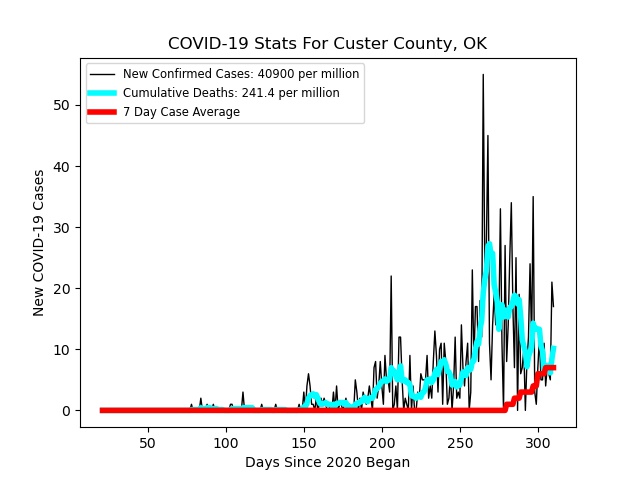 COVID-19 Stats For Custer County, OK
New Confirmed Cases: 40900 per million
Cumulative Deaths: 241.4 per million
7 Day Case Average
New COVID-19 Cases
50
40
30
20
10
0
50 100 150 200 250 300
Days Since 2020 Began